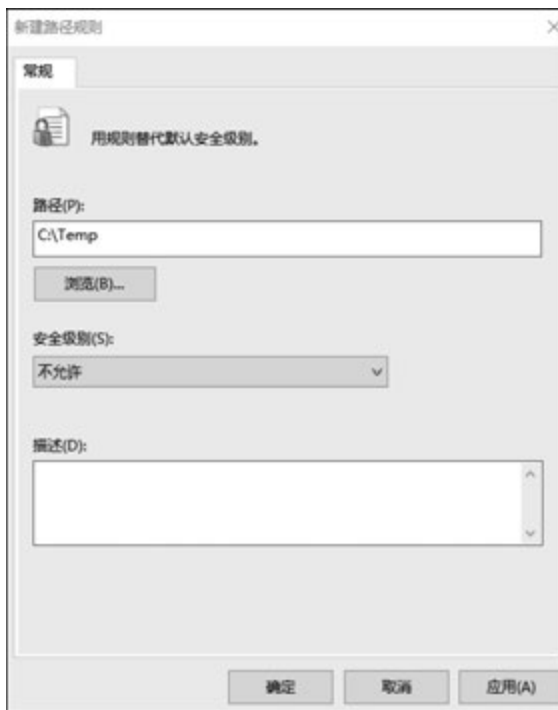 新建路径规则
常规
用规则替代默认安全级别。
路径(P):
C:\Temp
浏览(B)...
安全级别(S):
不允许
描述(D):
确定 取消 应用(A)